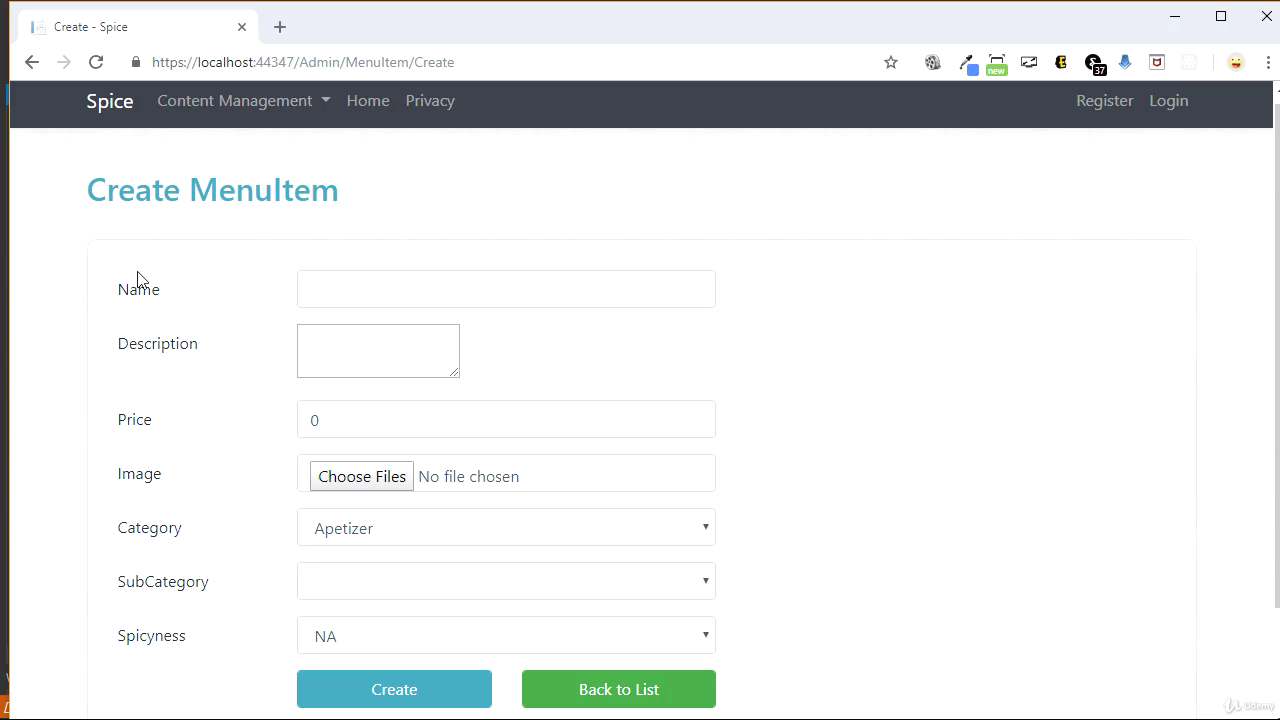 Create - Spice
https://localhost:44347/Admin/MenuItem/Create
new
37
Spice Content Management Home Privacy Register Login
Create MenuItem
Name
Description
Price 0
Image Choose Files No file chosen
Category Apetizer
SubCategory
Spicyness NA
Create Back to List
Udemy